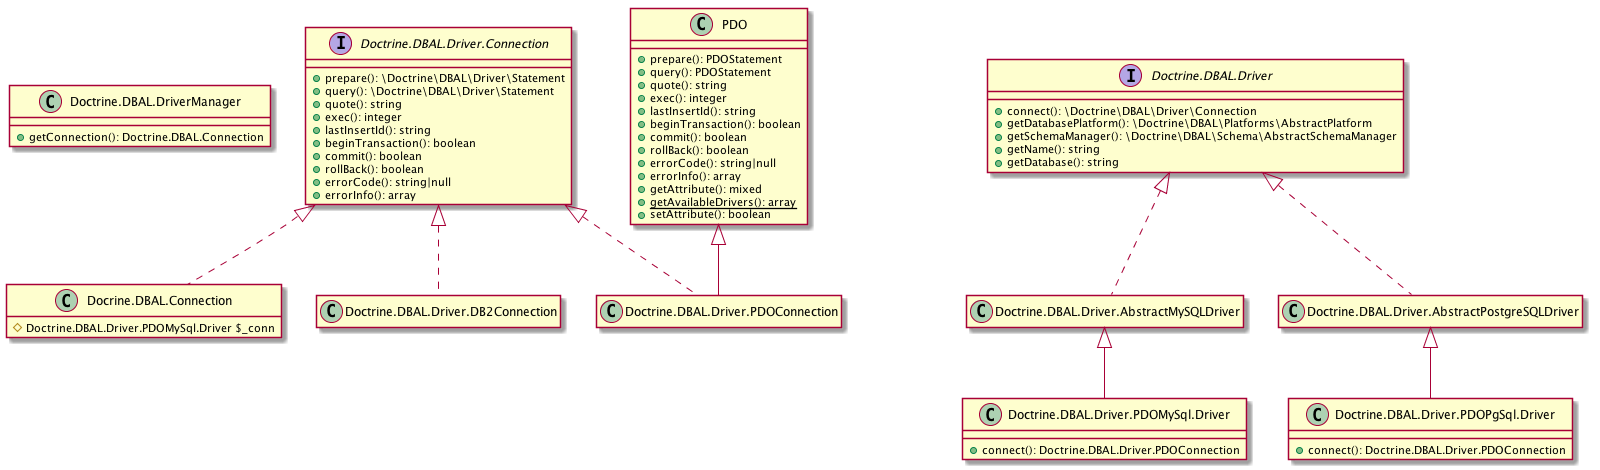 C Doctrine.DBAL.DriverManager
getConnection(): Doctrine.DBAL.Connection
I Doctrine.DBAL.Driver.Connection
prepare(): \Doctrine\DBAL\Driver\Statement
query(): \Doctrine\DBAL\Driver\Statement
quote(): string
exec(): integer
lastInsertId(): string
beginTransaction(): boolean
commit(): boolean
rollBack(): boolean
errorCode(): string|null
errorInfo(): array
C PDO
prepare(): PDOStatement
query(): PDOStatement
quote(): string
exec(): integer
lastInsertId(): string
beginTransaction(): boolean
commit(): boolean
rollBack(): boolean
errorCode(): string|null
errorInfo(): array
getAttribute(): mixed
getAvailableDrivers(): array
setAttribute(): boolean
I Doctrine.DBAL.Driver
connect(): \Doctrine\DBAL\Driver\Connection
getDatabasePlatform(): \Doctrine\DBAL\Platforms\AbstractPlatform
getSchemaManager(): \Doctrine\DBAL\Schema\AbstractSchemaManager
getName(): string
getDatabase(): string
C Docrine.DBAL.Connection
Doctrine.DBAL.Driver.PDOMySql.Driver $_conn
C Doctrine.DBAL.Driver.DB2Connection
C Doctrine.DBAL.Driver.PDOConnection
C Doctrine.DBAL.Driver.AbstractMySQLDriver
C Doctrine.DBAL.Driver.AbstractPostgreSQLDriver
C Doctrine.DBAL.Driver.PDOMySql.Driver
connect(): Doctrine.DBAL.Driver.PDOConnection
C Doctrine.DBAL.Driver.PDOPgSql.Driver
connect(): Doctrine.DBAL.Driver.PDOConnection